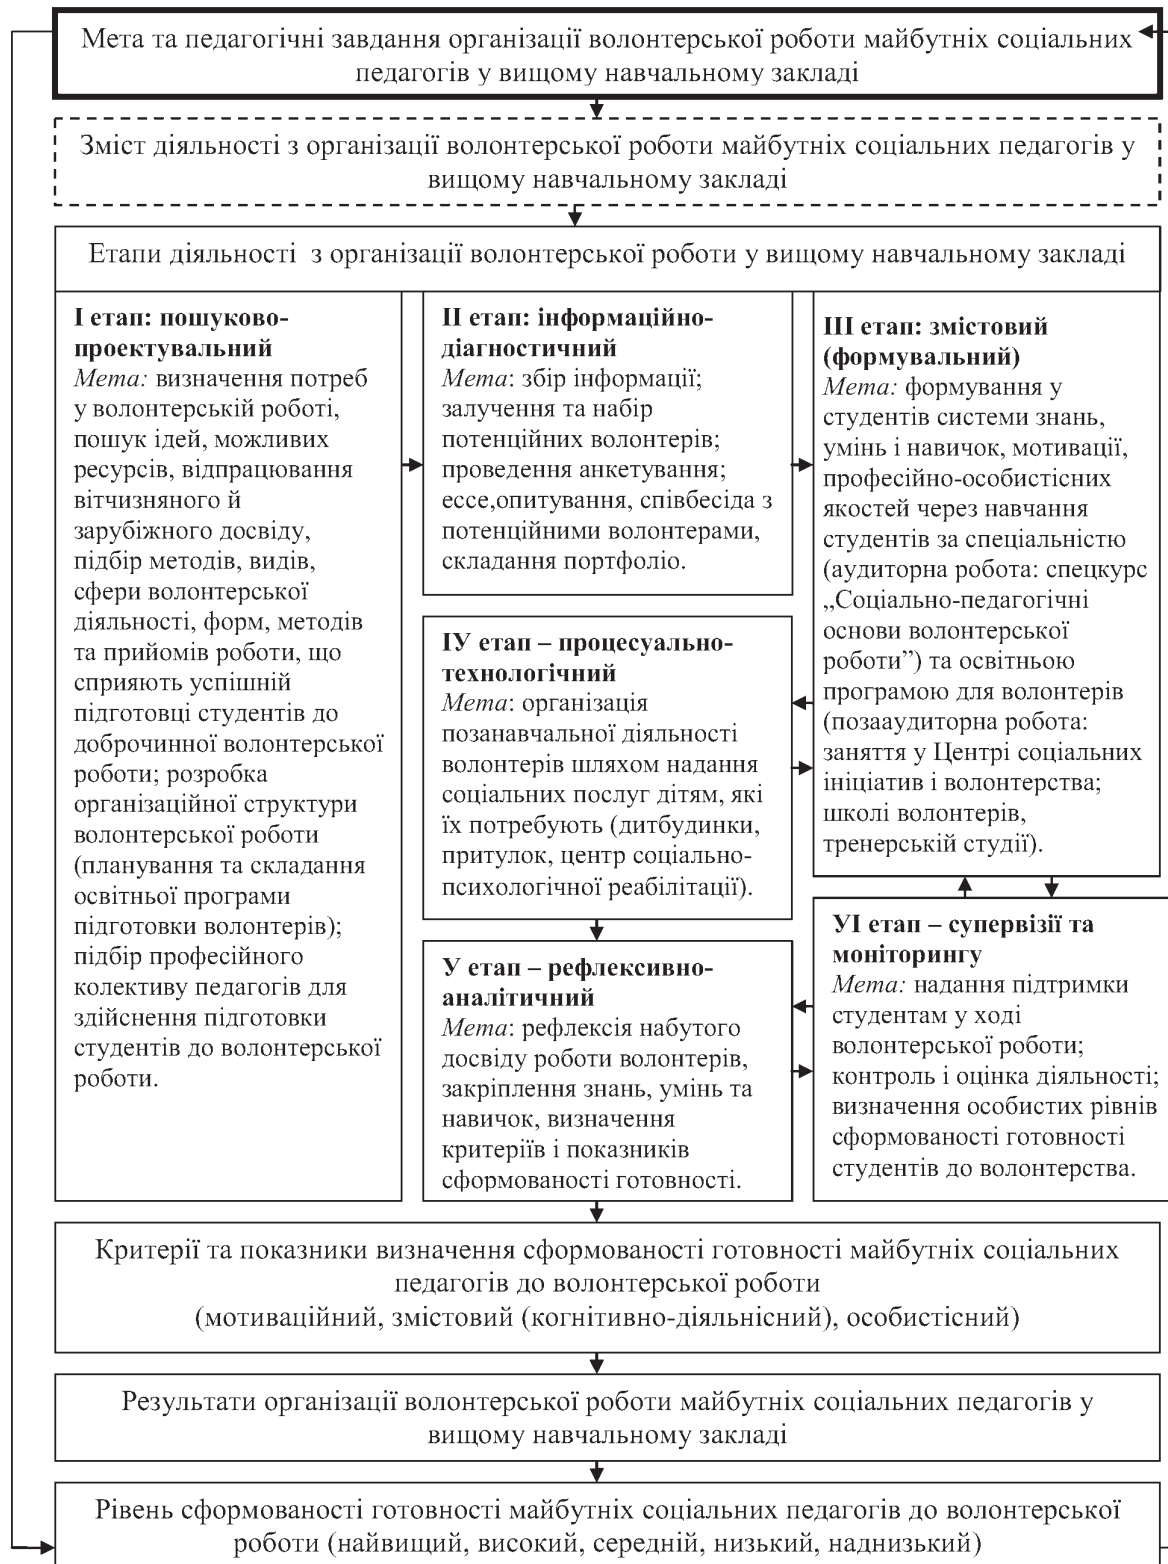 Мета та педагогічні завдання організації волонтерської роботи майбутніх соціальних
педагогів у вищому навчальному закладі
Зміст діяльності з організації волонтерської роботи майбутніх соціальних педагогів у
вищому навчальному закладі
Етапи діяльності з організації волонтерської роботи у вищому навчальному закладі
І етап: пошуково-
проектувальний
Мета: визначення потреб
у волонтерській роботі,
пошук ідей, можливих
ресурсів, відпрацювання
вітчизняного й
зарубіжного досвіду,
підбір методів, видів,
сфери волонтерської
діяльності, форм, методів
та прийомів роботи, що
сприяють успішній
підготовці студентів до
доброчинної волонтерської
роботи; розробка
організаційної структури
волонтерської роботи
(планування та складання
освітньої програми
підготовки волонтерів);
підбір професійного
колективу педагогів для
здійснення підготовки
студентів до волонтерської
роботи.
ІІ етап: інформаційно-
діагностичний
Мета: збір інформації;
залучення та набір
потенційних волонтерів;
проведення анкетування;
ессе,опитування, співбесіда з
потенційними волонтерами,
складання портфоліо.
ІІІ етап: змістовий
(формувальний)
Мета: формування у
студентів системи знань,
умінь і навичок, мотивації,
професійно-особистісних
якостей через навчання
студентів за спеціальністю
(аудиторна робота: спецкурс
„Соціально-педагогічні
основи волонтерської
роботи”) та освітньою
програмою для волонтерів
(позааудиторна робота:
заняття у Центрі соціальних
ініціатив і волонтерства;
школі волонтерів,
тренерській студії).
ІУ етап – процесуально-
технологічний
Мета: організація
позанавчальної діяльності
волонтерів шляхом надання
соціальних послуг дітям, які
їх потребують (дитбудинки,
притулок, центр соціально-
психологічної реабілітації).
У етап – рефлексивно-
аналітичний
Мета: рефлексія набутого
досвіду роботи волонтерів,
закріплення знань, умінь та
навичок, визначення
критеріїв і показників
сформованості готовності.
УІ етап – супервізії та
моніторингу
Мета: надання підтримки
студентам у ході
волонтерської роботи;
контроль і оцінка діяльності;
визначення особистих рівнів
сформованості готовності
студентів до волонтерства.
Критерії та показники визначення сформованості готовності майбутніх соціальних
педагогів до волонтерської роботи
(мотиваційний, змістовий (когнітивно-діяльнісний), особистісний)
Результати організації волонтерської роботи майбутніх соціальних педагогів у
вищому навчальному закладі
Рівень сформованості готовності майбутніх соціальних педагогів до волонтерської
роботи (найвищий, високий, середній, низький, наднизький)